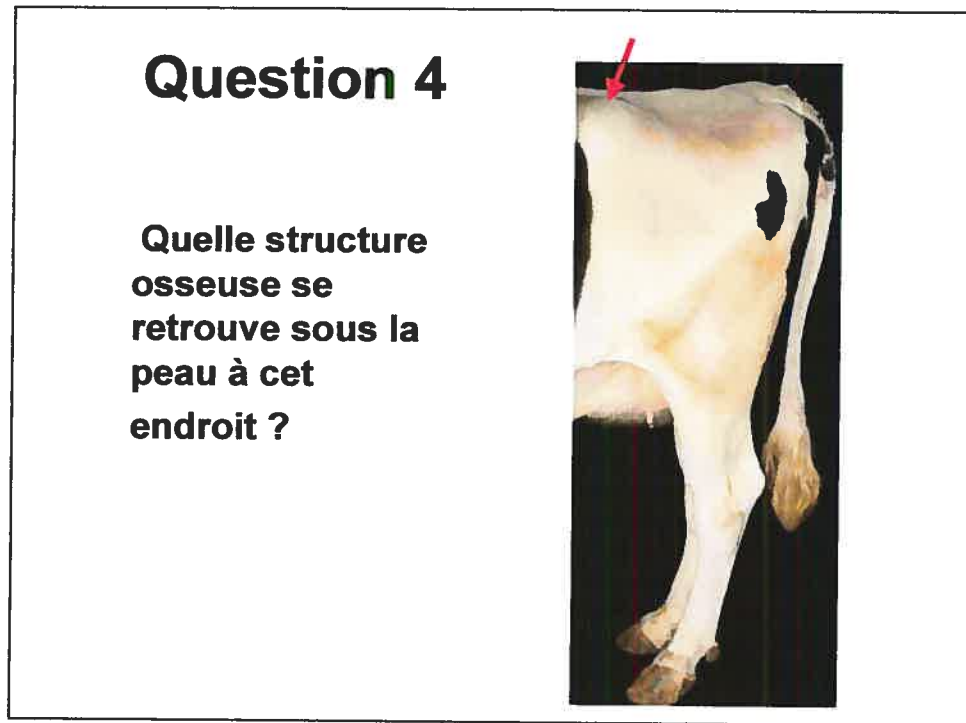 Question 4
Quelle structure
osseuse se
retrouve sous la
peau à cet
endroit ?